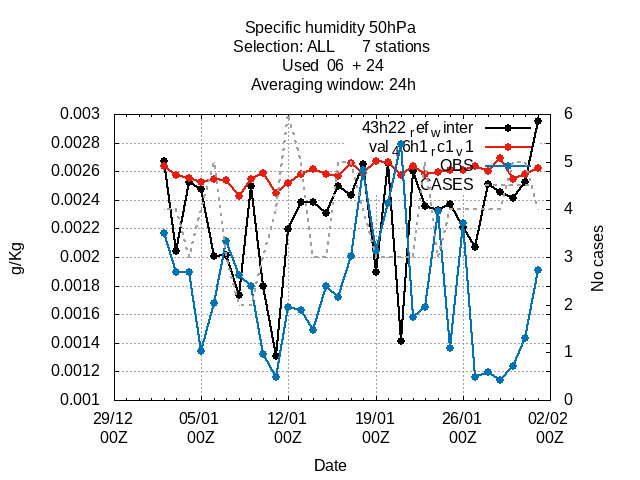 Specific humidity 50hPa
Selection: ALL 7 stations
Used 06 + 24
Averaging window: 24h
43h22_ref_winter
val_46h1_rc1_v1
OBS
CASES
0.003
0.0028
0.0026
0.0024
0.0022
0.002
0.0018
0.0016
0.0014
0.0012
0.001
g/Kg
6
5
4
3
2
1
0
No cases
29/12 05/01 12/01 19/01 26/01 02/02
00Z 00Z 00Z 00Z 00Z 00Z
Date